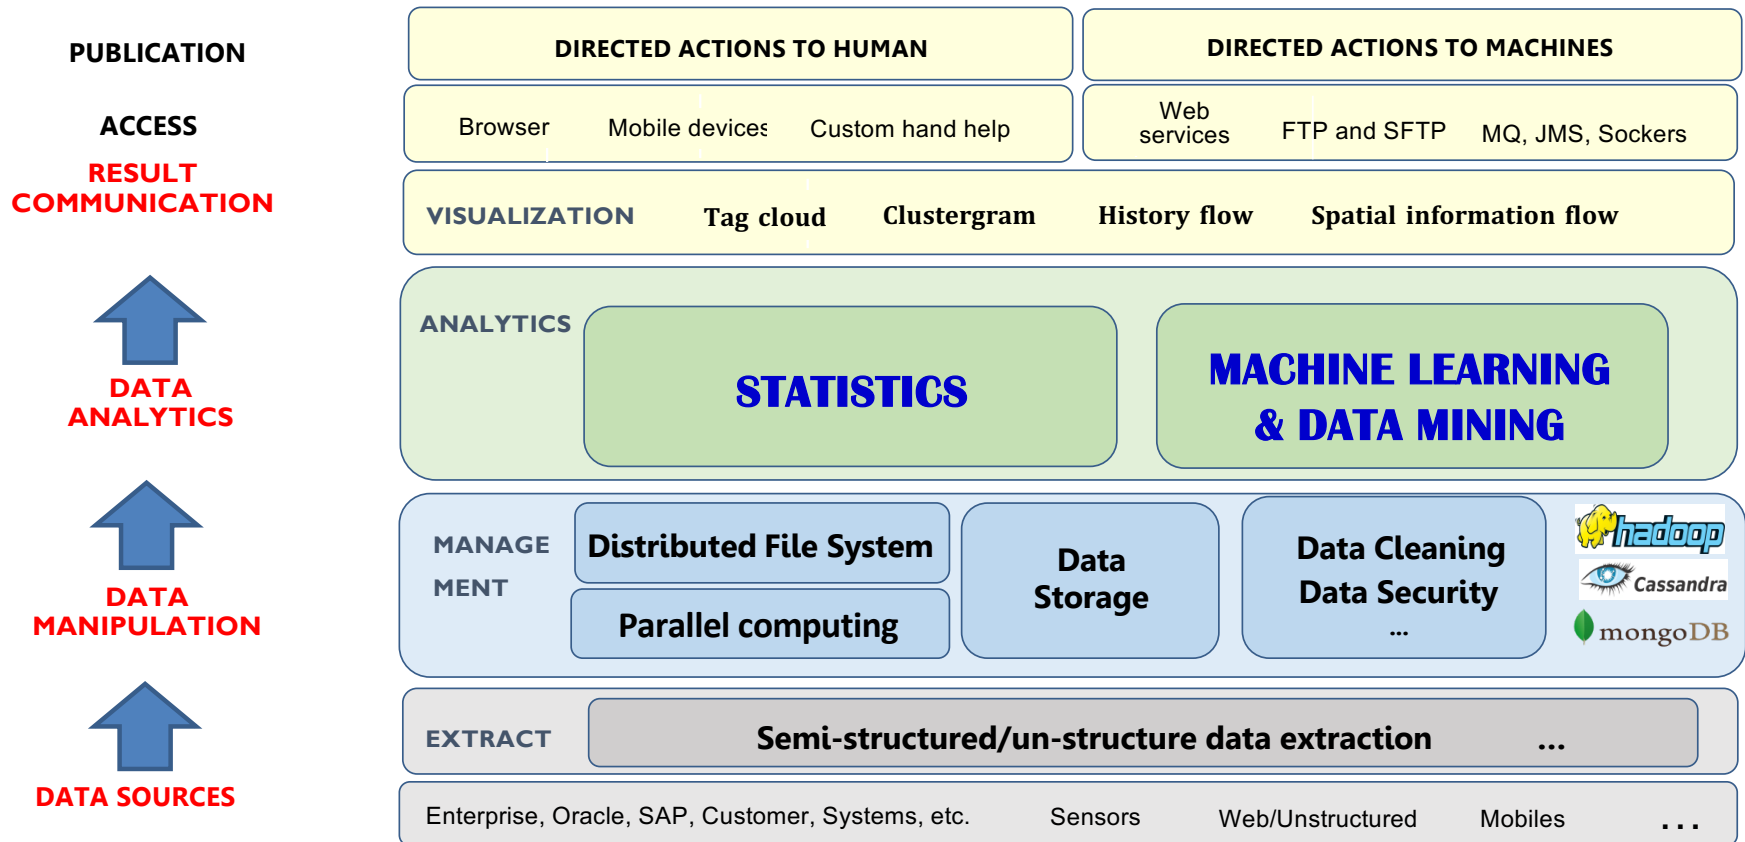 PUBLICATION
DIRECTED ACTIONS TO HUMAN
DIRECTED ACTIONS TO MACHINES
ACCESS
Browser
Mobile devices
Custom hand help
Web
services
FTP and SFTP
MQ, JMS, Sockers
RESULT
COMMUNICATION
VISUALIZATION
Tag cloud
Clustergram
History flow
Spatial information flow
ANALYTICS
STATISTICS
MACHINE LEARNING
& DATA MINING
DATA
ANALYTICS
MANAGE
MENT
Distributed File System
Parallel computing
Data
Storage
Data Cleaning
Data Security
...
hadoop
Cassandra
mongoDB
DATA
MANIPULATION
EXTRACT
Semi-structured/un-structure data extraction ...
DATA SOURCES
Enterprise, Oracle, SAP, Customer, Systems, etc.
Sensors
Web/Unstructured
Mobiles
...